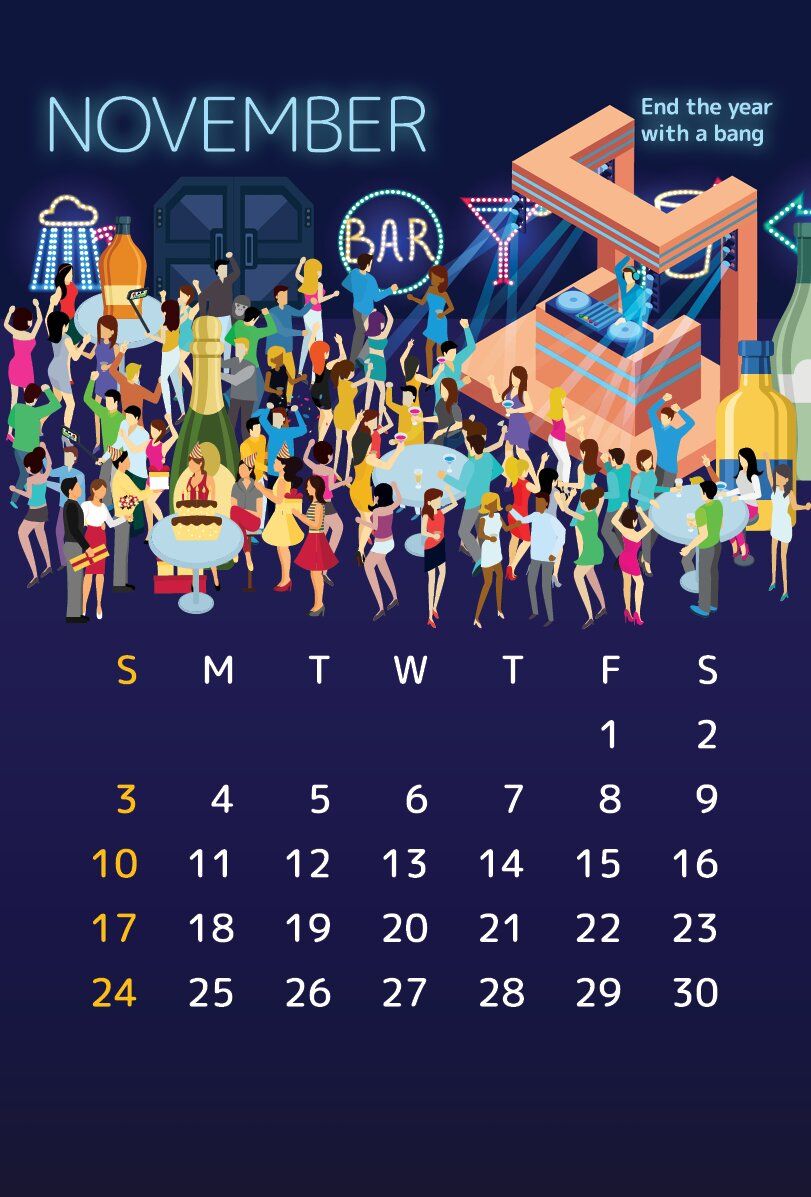 NOVEMBER
End the year
with a bang
BAR
S M T W T F S
1 2
3 4 5 6 7 8 9
10 11 12 13 14 15 16
17 18 19 20 21 22 23
24 25 26 27 28 29 30